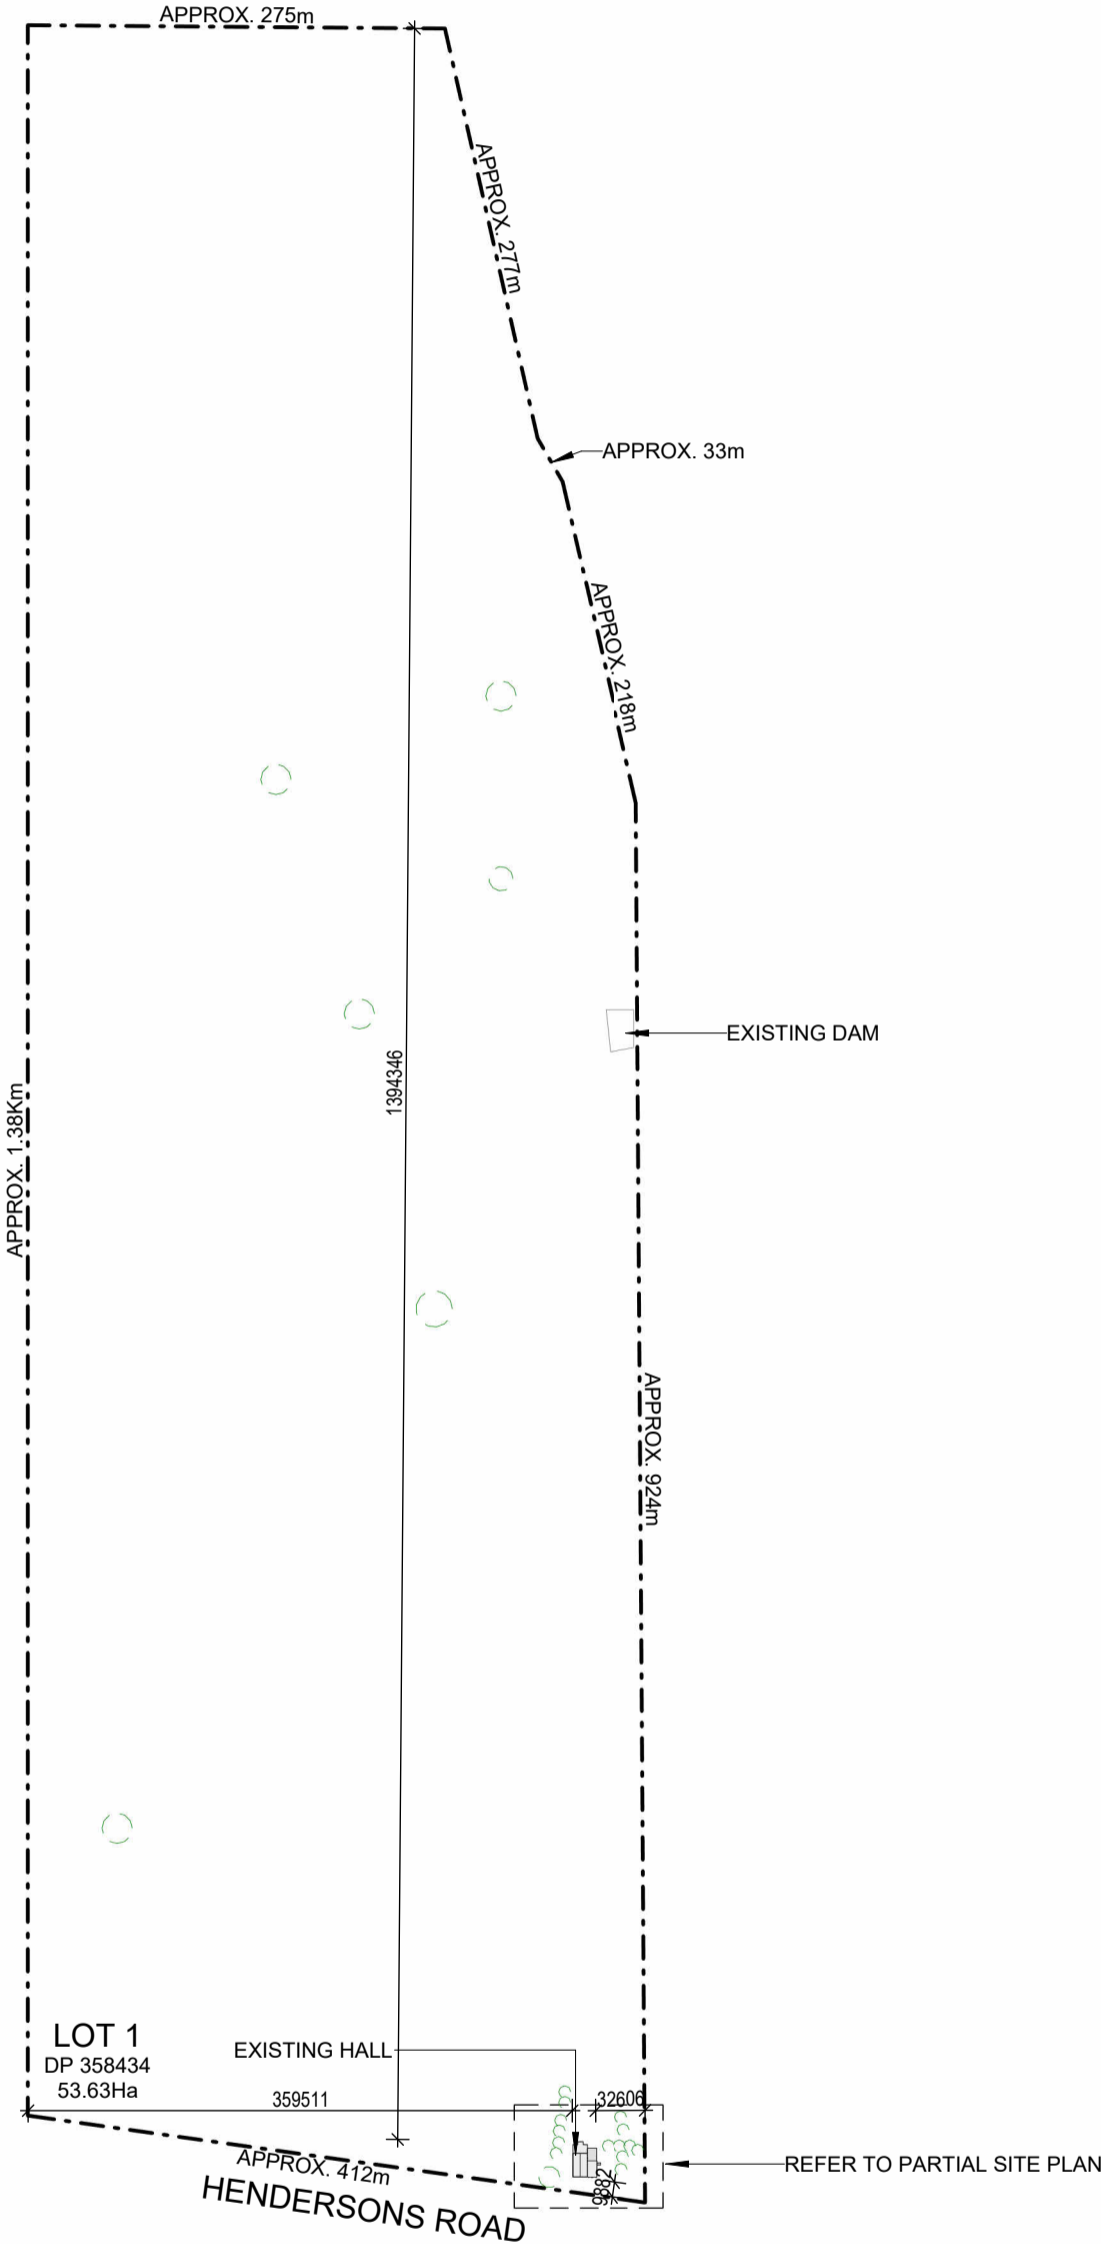 APPROX. 275m
APPROX. 277m
APPROX. 33m
APPROX. 218m
EXISTING DAM
1394346
APPROX. 1.38Km
APPROX. 924m
LOT 1
DP 358434
53.63Ha
EXISTING HALL
359511
32606
9882
REFER TO PARTIAL SITE PLAN
APPROX. 412m
HENDERSONS ROAD